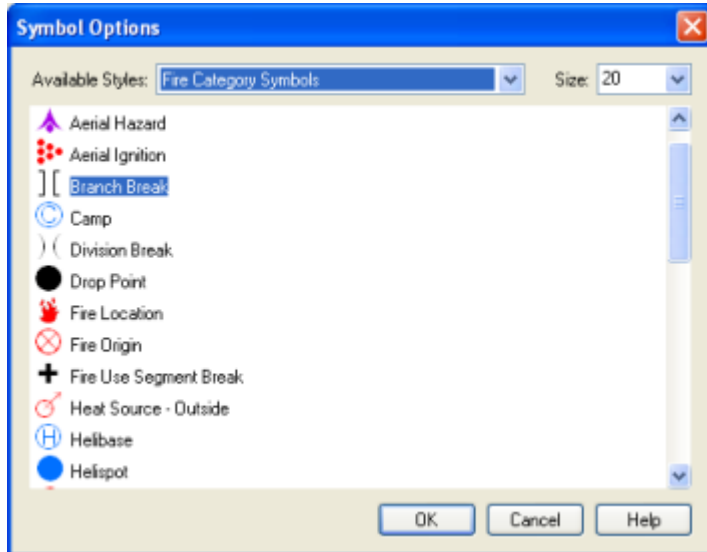 Symbol Options
Available Styles: Fire Category Symbols Size: 20
Aerial Hazard
Aerial Ignition
Branch Break
Camp
Division Break
Drop Point
Fire Location
Fire Origin
Fire Use Segment Break
Heat Source - Outside
Helibase
Helispot
OK Cancel Help